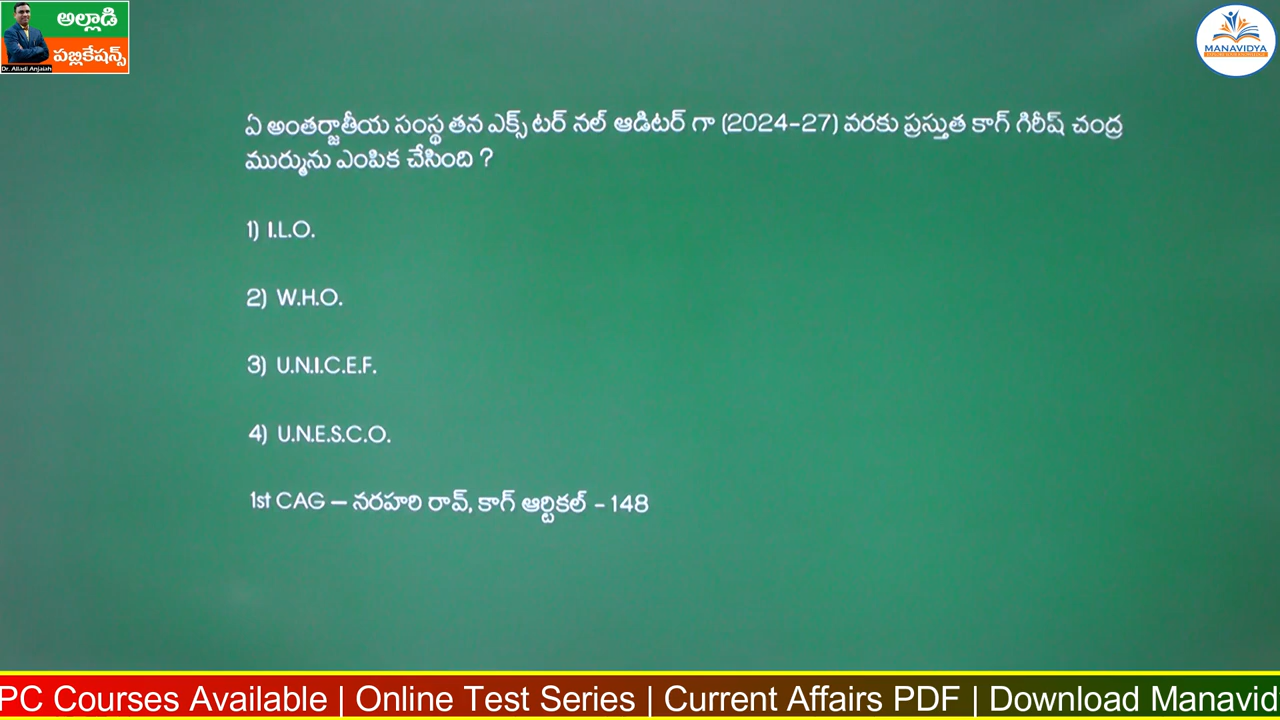 అల్లాడి
పబ్లికేషన్స్
Dr. Alladi Anjaiah
MANAVIDYA
ఏ అంతర్జాతీయ సంస్థ తన ఎక్స్ టర్ నల్ ఆడిటర్ గా (2024-27) వరకు ప్రస్తుత కాగ్ గిరీష్ చంద్ర
ముర్మును ఎంపిక చేసింది ?
1) I.L.O.
2) W.H.O.
3) U.N.I.C.E.F.
4) U.N.E.S.C.O.
1st CAG – నరహరి రావ్, కాగ్ ఆర్టికల్ - 148
PC Courses Available | Online Test Series | Current Affairs PDF | Download Manavid